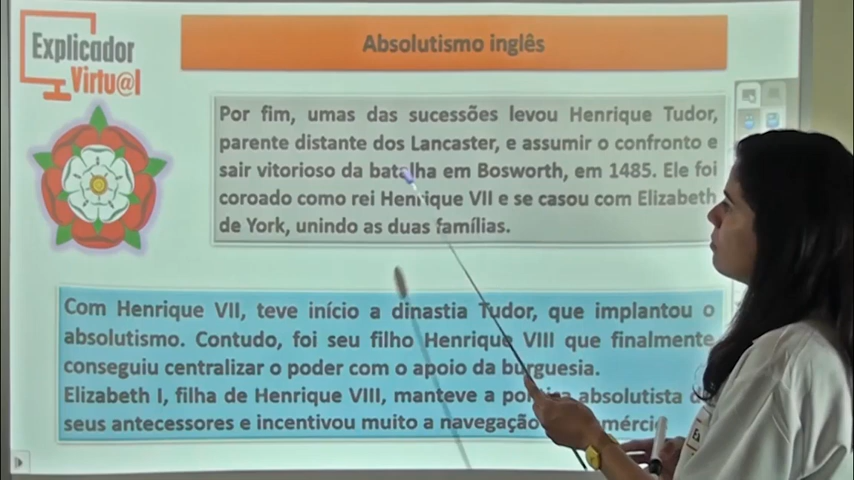 Explicador
Virtu@l
Absolutismo inglês
Por fim, umas das sucessões levou Henrique Tudor,
parente distante dos Lancaster, e assumir o confronto e
sair vitorioso da batalha em Bosworth, em 1485. Ele foi
coroado como rei Henrique VII e se casou com Elizabeth
de York, unindo as duas famílias.
Com Henrique VII, teve início a dinastia Tudor, que implantou o
absolutismo. Contudo, foi seu filho Henrique VIII que finalmente
conseguiu centralizar o poder com o apoio da burguesia.
Elizabeth I, filha de Henrique VIII, manteve a política absolutista
seus antecessores e incentivou muito a navegação comércio